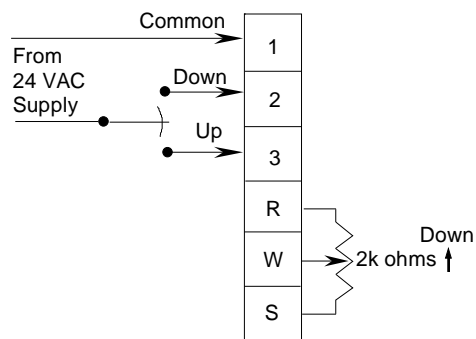 Common
1
From
24 VAC
Supply
Down
2
Up
3
R
W
2k ohms
Down
S